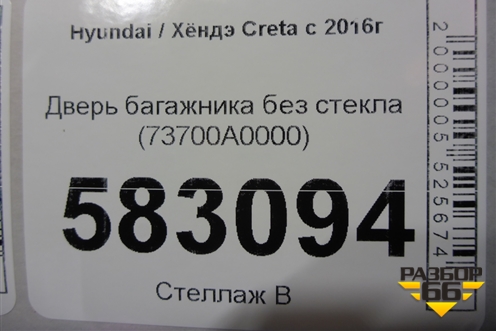 Hyundai / Хёндэ Creta с 2016г
Дверь багажника без стекла
(73700A0000)
583094
Стеллаж В
2000005525674
РАЗБОР
66